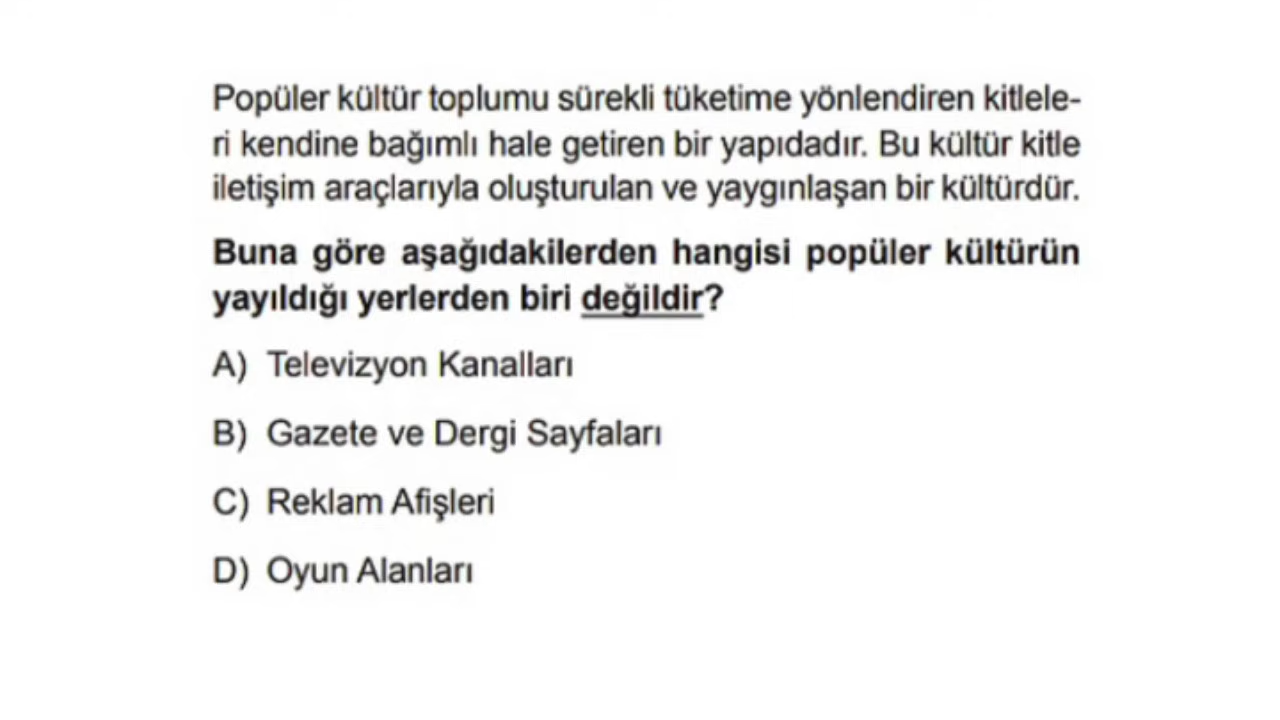 Popüler kültür toplumu sürekli tüketime yönlendiren kitlele-
ri kendine bağımlı hale getiren bir yapıdadır. Bu kültür kitle
iletişim araçlarıyla oluşturulan ve yaygınlaşan bir kültürdür.
Buna göre aşağıdakilerden hangisi popüler kültürün
yayıldığı yerlerden biri değildir?
A) Televizyon Kanalları
B) Gazete ve Dergi Sayfaları
C) Reklam Afişleri
D) Oyun Alanları